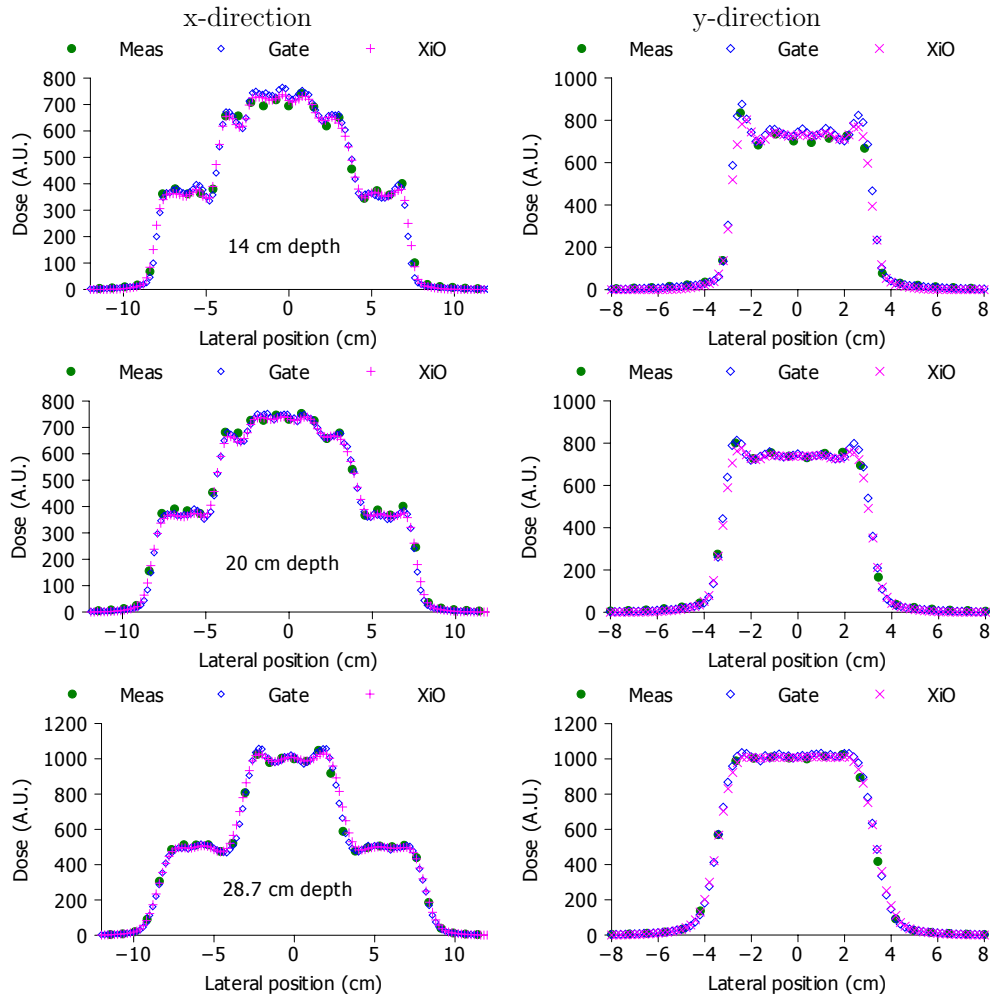 x-direction
y-direction
Meas Gate XiO
Meas Gate XiO
Dose (A.U.)
800
700
600
500
400
300
200
100
0
14 cm depth
−10 −5 0 5 10
Lateral position (cm)
Dose (A.U.)
1000
800
600
400
200
0
−8 −6 −4 −2 0 2 4 6 8
Lateral position (cm)
Meas Gate XiO
Meas Gate XiO
Dose (A.U.)
800
700
600
500
400
300
200
100
0
20 cm depth
−10 −5 0 5 10
Lateral position (cm)
Dose (A.U.)
1000
800
600
400
200
0
−8 −6 −4 −2 0 2 4 6 8
Lateral position (cm)
Meas Gate XiO
Meas Gate XiO
Dose (A.U.)
1200
1000
800
600
400
200
0
28.7 cm depth
−10 −5 0 5 10
Lateral position (cm)
Dose (A.U.)
1200
1000
800
600
400
200
0
−8 −6 −4 −2 0 2 4 6 8
Lateral position (cm)